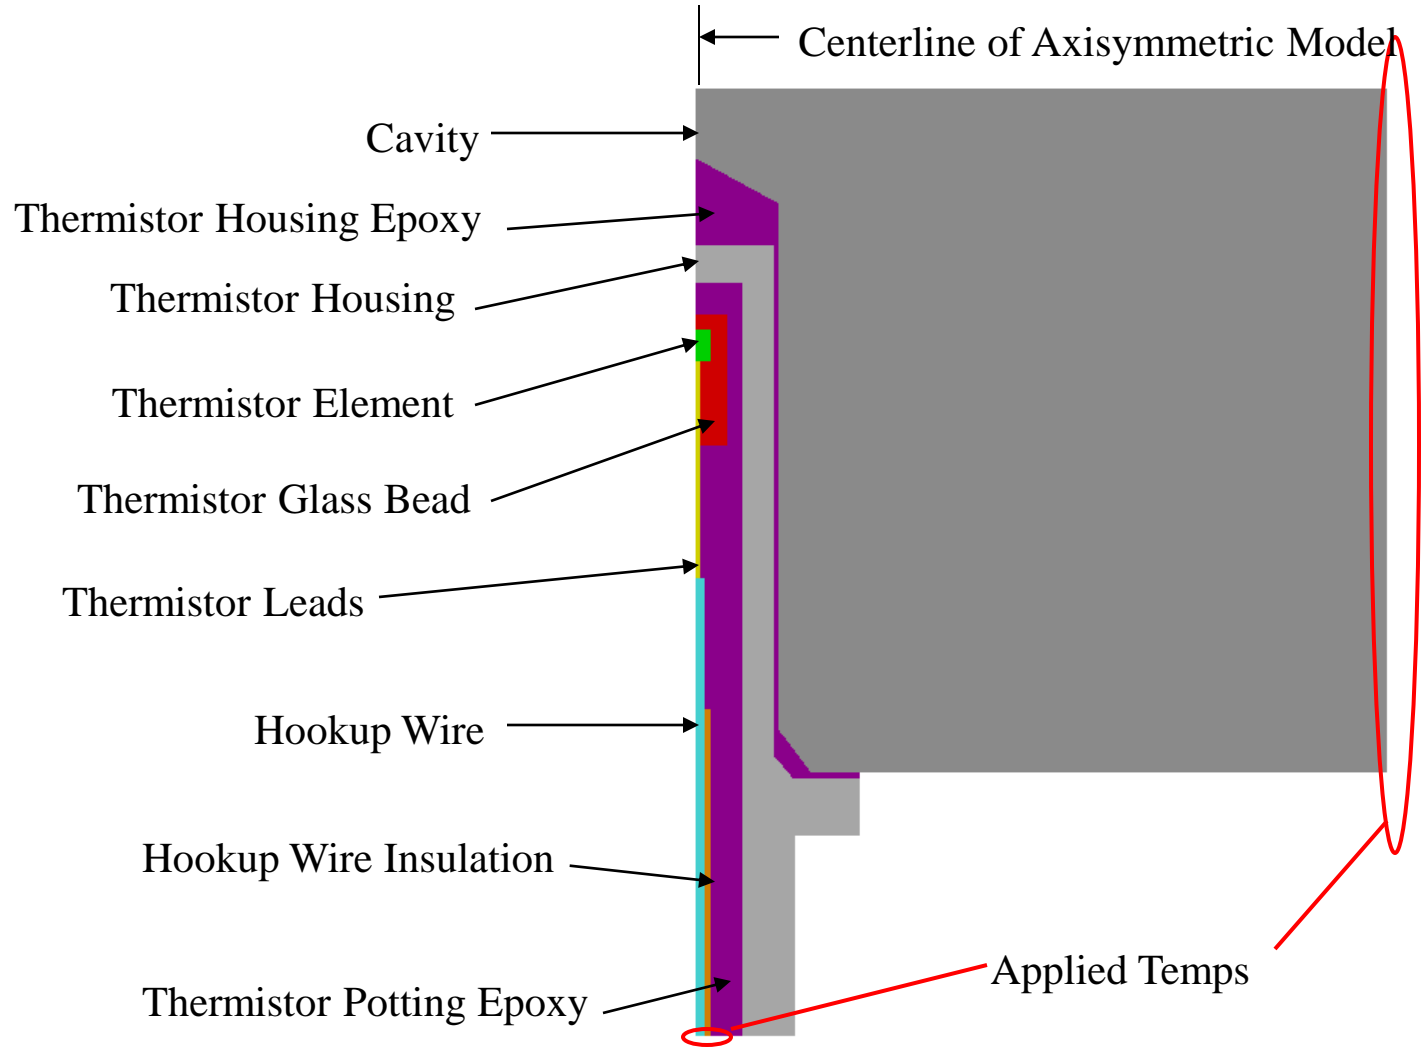 Centerline of Axisymmetric Model
Cavity
Thermistor Housing Epoxy
Thermistor Housing
Thermistor Element
Thermistor Glass Bead
Thermistor Leads
Hookup Wire
Hookup Wire Insulation
Applied Temps
Thermistor Potting Epoxy